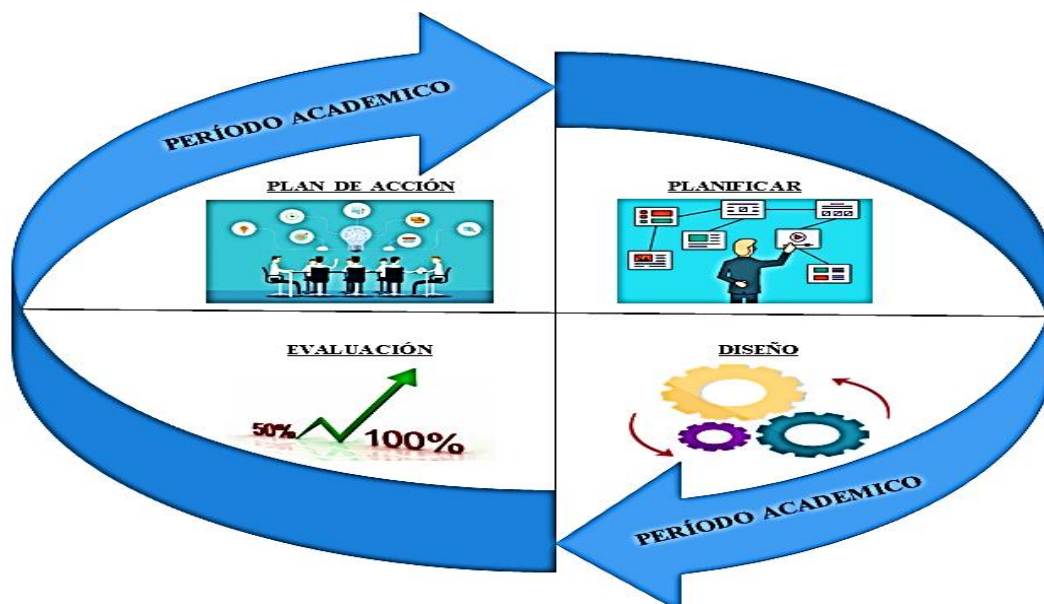 PERÍODO ACADEMICO
PLAN DE ACCIÓN
PLANIFICAR
EVALUACIÓN
DISEÑO
50%
100%
PERÍODO ACADEMICO